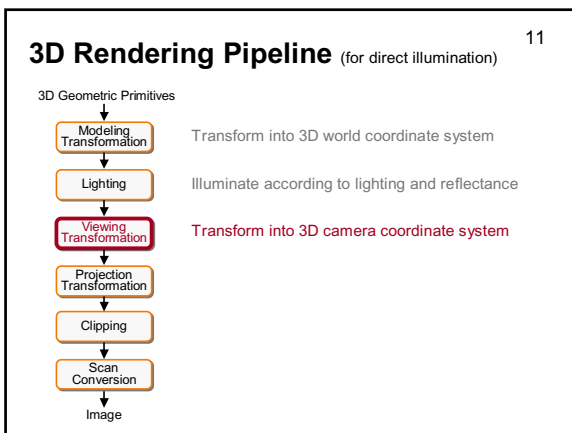 11
3D Rendering Pipeline (for direct illumination)
3D Geometric Primitives
Modeling
Transformation
Transform into 3D world coordinate system
Lighting
Illuminate according to lighting and reflectance
Viewing
Transformation
Transform into 3D camera coordinate system
Projection
Transformation
Clipping
Scan
Conversion
Image